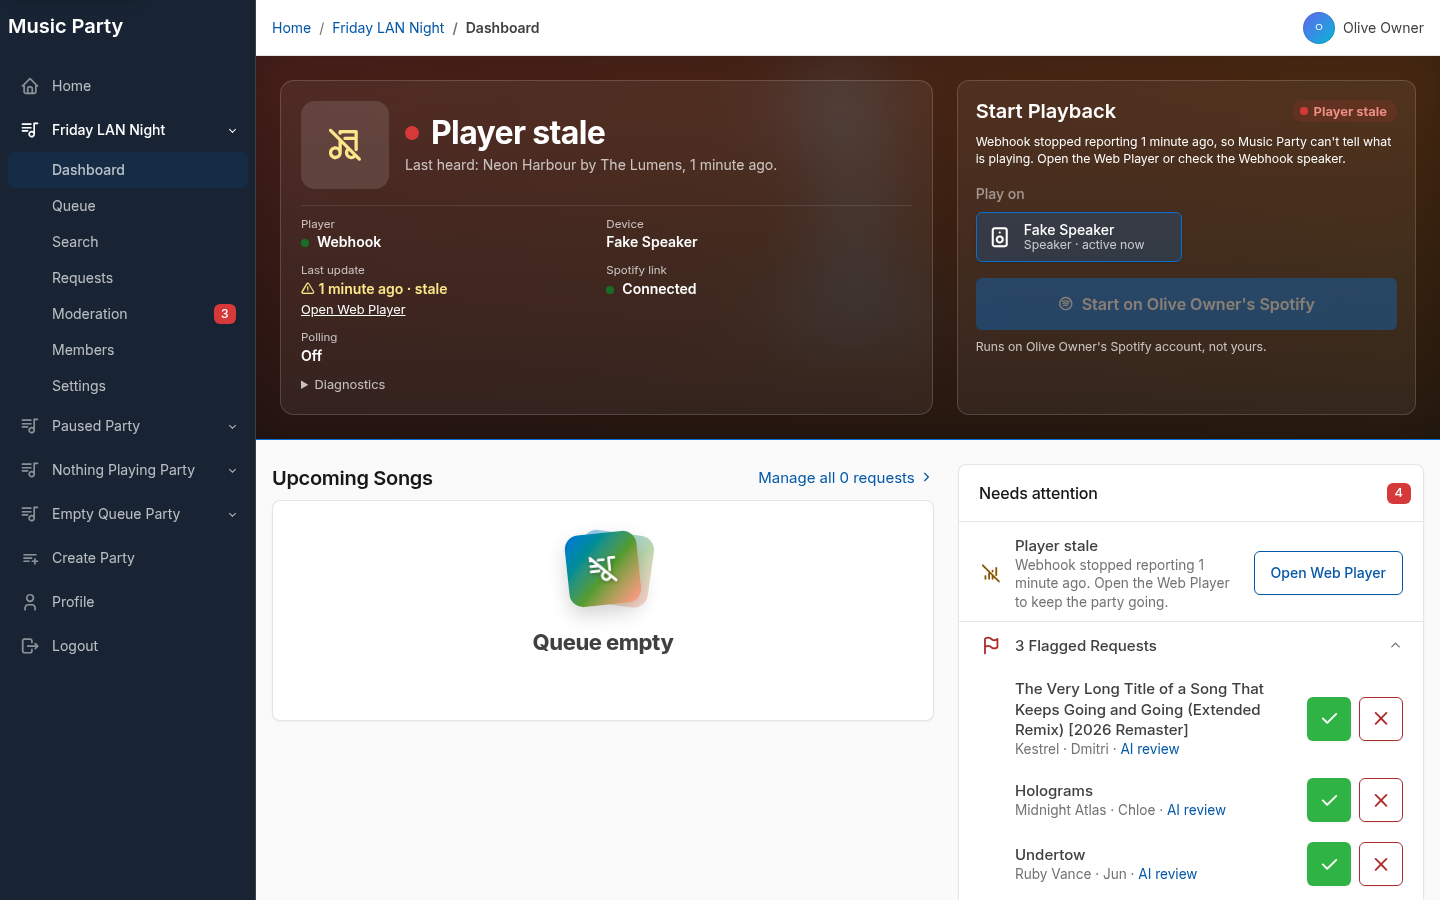 Music Party
Home
Friday LAN Night
Dashboard
Queue
Search
Requests
Moderation 3
Members
Settings
Paused Party
Nothing Playing Party
Empty Queue Party
Create Party
Profile
Logout
Home / Friday LAN Night / Dashboard
O Olive Owner
Player stale
Last heard: Neon Harbour by The Lumens, 1 minute ago.
Player
Webhook
Device
Fake Speaker
Last update
1 minute ago · stale
Open Web Player
Spotify link
Connected
Polling
Off
Diagnostics
Start Playback
Player stale
Webhook stopped reporting 1 minute ago, so Music Party can't tell what
is playing. Open the Web Player or check the Webhook speaker.
Play on
Fake Speaker
Speaker · active now
Start on Olive Owner's Spotify
Runs on Olive Owner's Spotify account, not yours.
Upcoming Songs
Manage all 0 requests
Queue empty
Needs attention 4
Player stale
Webhook stopped reporting 1
minute ago. Open the Web Player
to keep the party going.
Open Web Player
3 Flagged Requests
The Very Long Title of a Song That
Keeps Going and Going (Extended
Remix) [2026 Remaster]
Kestrel · Dmitri · AI review
Holograms
Midnight Atlas · Chloe · AI review
Undertow
Ruby Vance · Jun · AI review